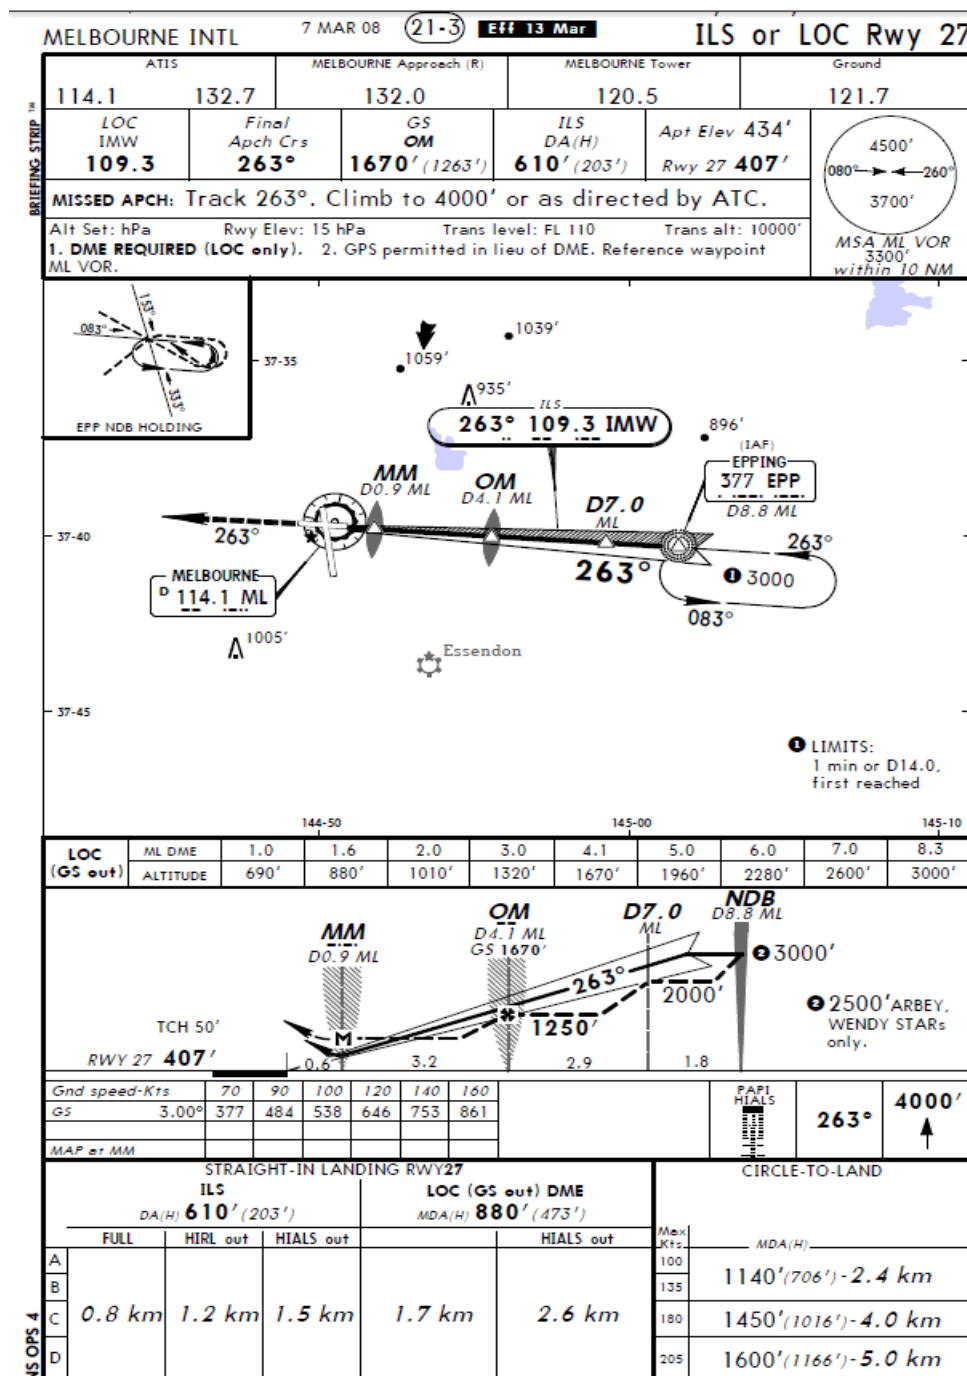 MELBOURNE INTL 7 MAR 08 21-3 Eff 13 Mar ILS or LOC Rwy 27
BRIEFING STRIP ™
ATIS MELBOURNE Approach (R) MELBOURNE Tower Ground
114.1 132.7 132.0 120.5 121.7
LOC Final GS ILS
IMW Apch Crs OM DA(H)
109.3 263° 1670' (1263') 610' (203')
Apt Elev 434'
Rwy 27 407'
4500'
080° 260°
3700'
MSA ML VOR
3300'
within 10 NM
MISSED APCH: Track 263°. Climb to 4000' or as directed by ATC.
Alt Set: hPa Rwy Elev: 15 hPa Trans level: FL 110 Trans alt: 10000'
1. DME REQUIRED (LOC only). 2. GPS permitted in lieu of DME. Reference waypoint
ML VOR.
153°
083°
333°
EPP NDB HOLDING
37-35
1039'
1059'
935'
ILS
263° 109.3 IMW
896'
(IAF)
EPPING
377 EPP
D8.8 ML
MM
D0.9 ML
OM
D4.1 ML
D7.0
ML
37-40
263°
263°
263°
1 3000
083°
MELBOURNE
D 114.1 ML
1005'
Essendon
37-45
1 LIMITS:
1 min or D14.0,
first reached
144-50 145-00 145-10
LOC
(GS out)
ML DME 1.0 1.6 2.0 3.0 4.1 5.0 6.0 7.0 8.3
ALTITUDE 690' 880' 1010' 1320' 1670' 1960' 2280' 2600' 3000'
MM
D0.9 ML
OM
D4.1 ML
GS 1670'
D7.0
ML
NDB
D8.8 ML
2 3000'
263°
2000'
1250'
2 2500' ARBEY,
WENDY STARs
only.
TCH 50'
M
RWY 27 407'
0.6 3.2 2.9 1.8
Gnd speed-Kts 70 90 100 120 140 160
GS 3.00° 377 484 538 646 753 861
MAP at MM
PAPI
HIALS
263°
4000'
STRAIGHT-IN LANDING RWY27 CIRCLE-TO-LAND
ILS LOC (GS out) DME
DA(H) 610' (203') MDA(H) 880' (473')
FULL HIRL out HIALS out HIALS out
Max
Kts MDA(H)
A 100
B 135
1140' (706') - 2.4 km
C 0.8 km 1.2 km 1.5 km 1.7 km 2.6 km 180 1450' (1016') - 4.0 km
D 205 1600' (1166') - 5.0 km
NS OPS 4